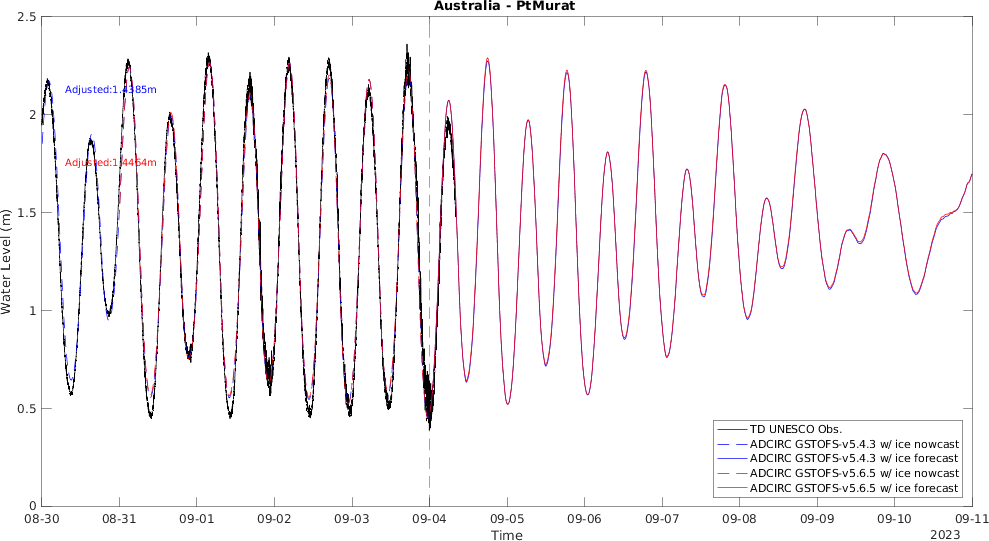 Australia - PtMurat
2.5
2
1.5
1
0.5
0
Water Level (m)
Adjusted:1.4385m
Adjusted:1.4464m
TD UNESCO Obs.
ADCIRC GSTOFS-v5.4.3 w/ ice nowcast
ADCIRC GSTOFS-v5.4.3 w/ ice forecast
ADCIRC GSTOFS-v5.6.5 w/ ice nowcast
ADCIRC GSTOFS-v5.6.5 w/ ice forecast
08-30 08-31 09-01 09-02 09-03 09-04 09-05 09-06 09-07 09-08 09-09 09-10 09-11
Time
2023